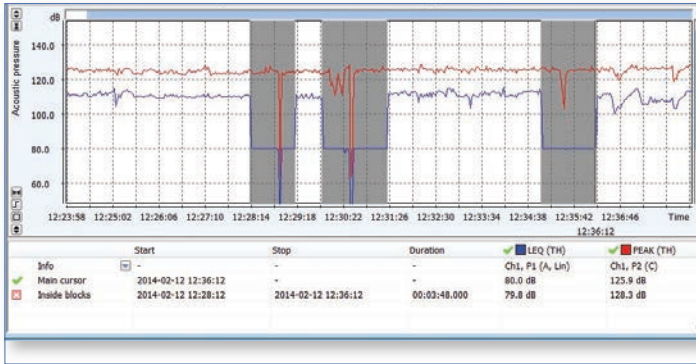 dB
Acoustic pressure
140.0
120.0
100.0
80.0
60.0
12:23:58 12:25:02 12:26:06 12:27:10 12:28:14 12:29:18 12:30:22 12:31:26 12:32:30 12:33:34 12:34:38 12:35:42 12:36:46 Time
12:36:12
Start Stop Duration LEQ (TH) PEAK (TH)
Info - - - Ch1, P1 (A, Lin) Ch1, P2 (C)
Main cursor 2014-02-12 12:36:12 - - 80.0 dB 125.9 dB
Inside blocks 2014-02-12 12:28:12 2014-02-12 12:36:12 00:03:48.000 79.8 dB 128.3 dB